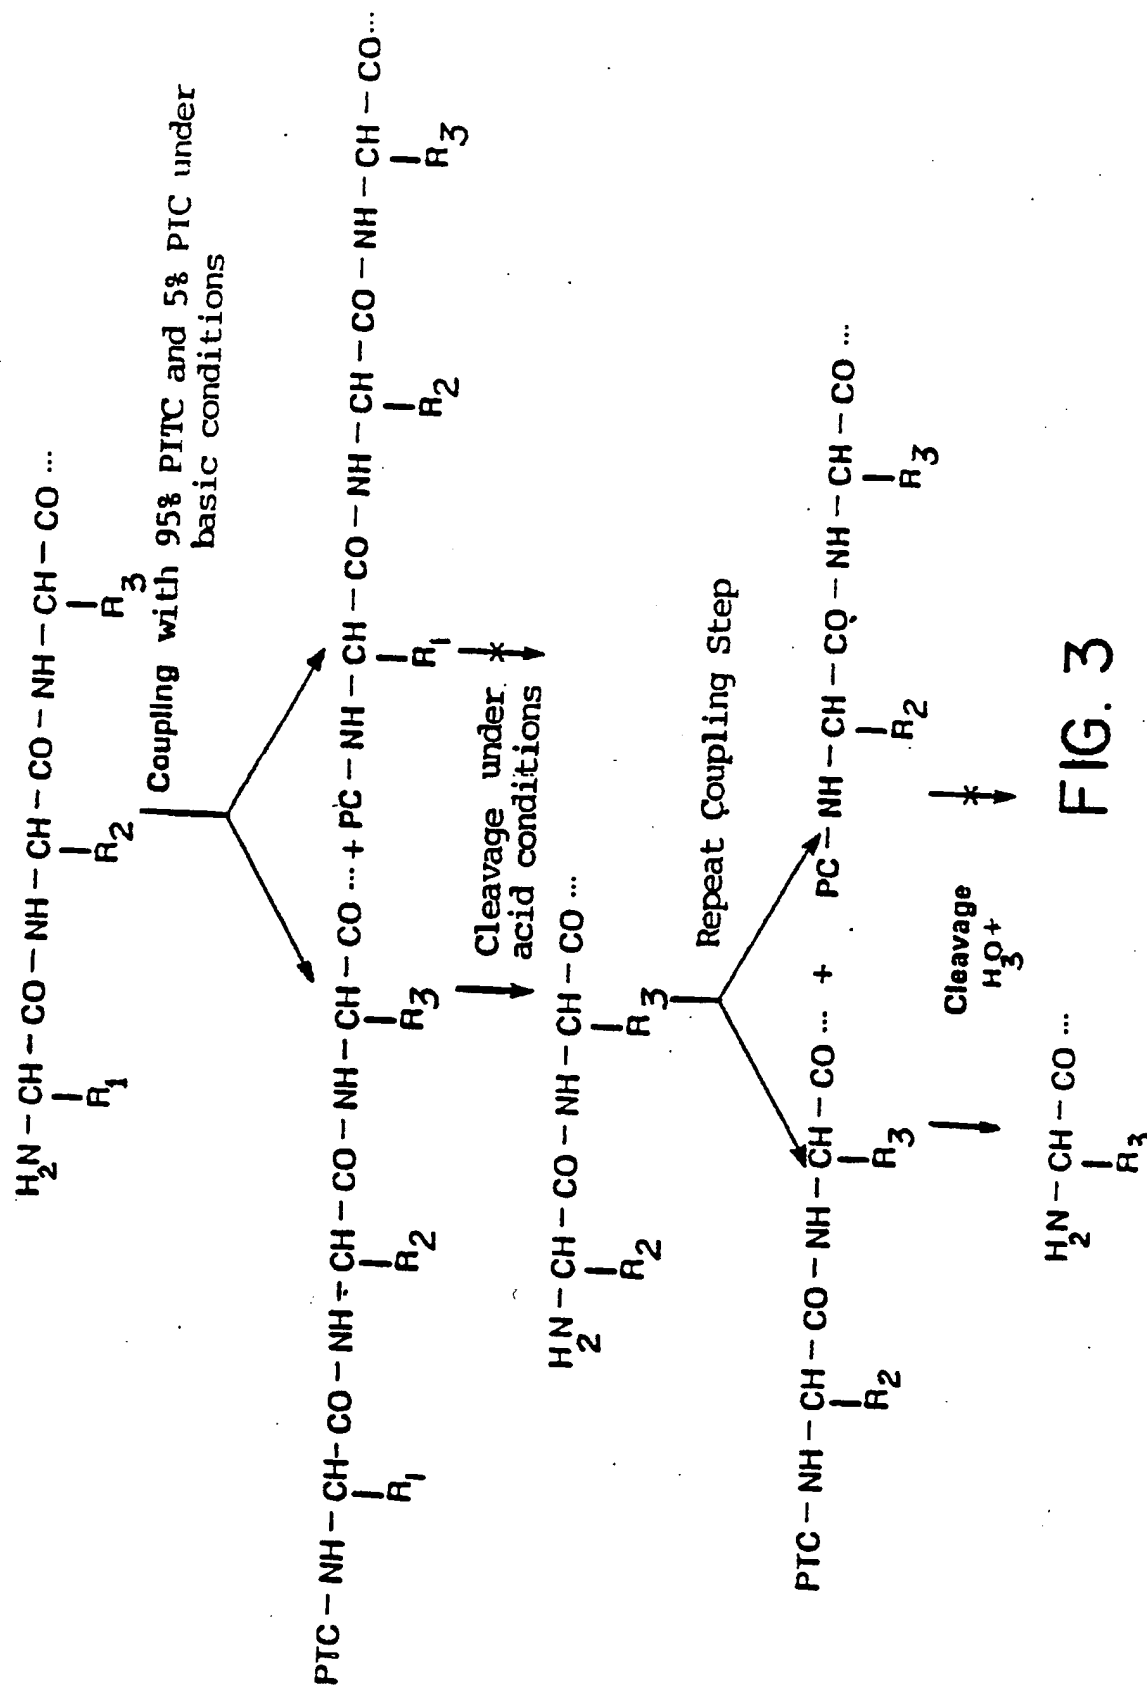 H2N–CH–CO–NH–CH–CO–NH–CH–CO...
R1 R2 R3
Coupling with 95% PITC and 5% PIC under
basic conditions
PTC–NH–CH–CO–NH–CH–CO–NH–CH–CO...+PC–NH–CH–CO–NH–CH–CO–NH–CH–CO...
R1 R2 R3 R1 R2 R3
Cleavage under
acid conditions
H2N–CH–CO–NH–CH–CO...
R2 R3
Repeat Coupling Step
PTC–NH–CH–CO–NH–CH–CO... + PC–NH–CH–CO–NH–CH–CO...
R2 R3 R2 R3
Cleavage
H3O+
H2N–CH–CO...
R3
FIG. 3